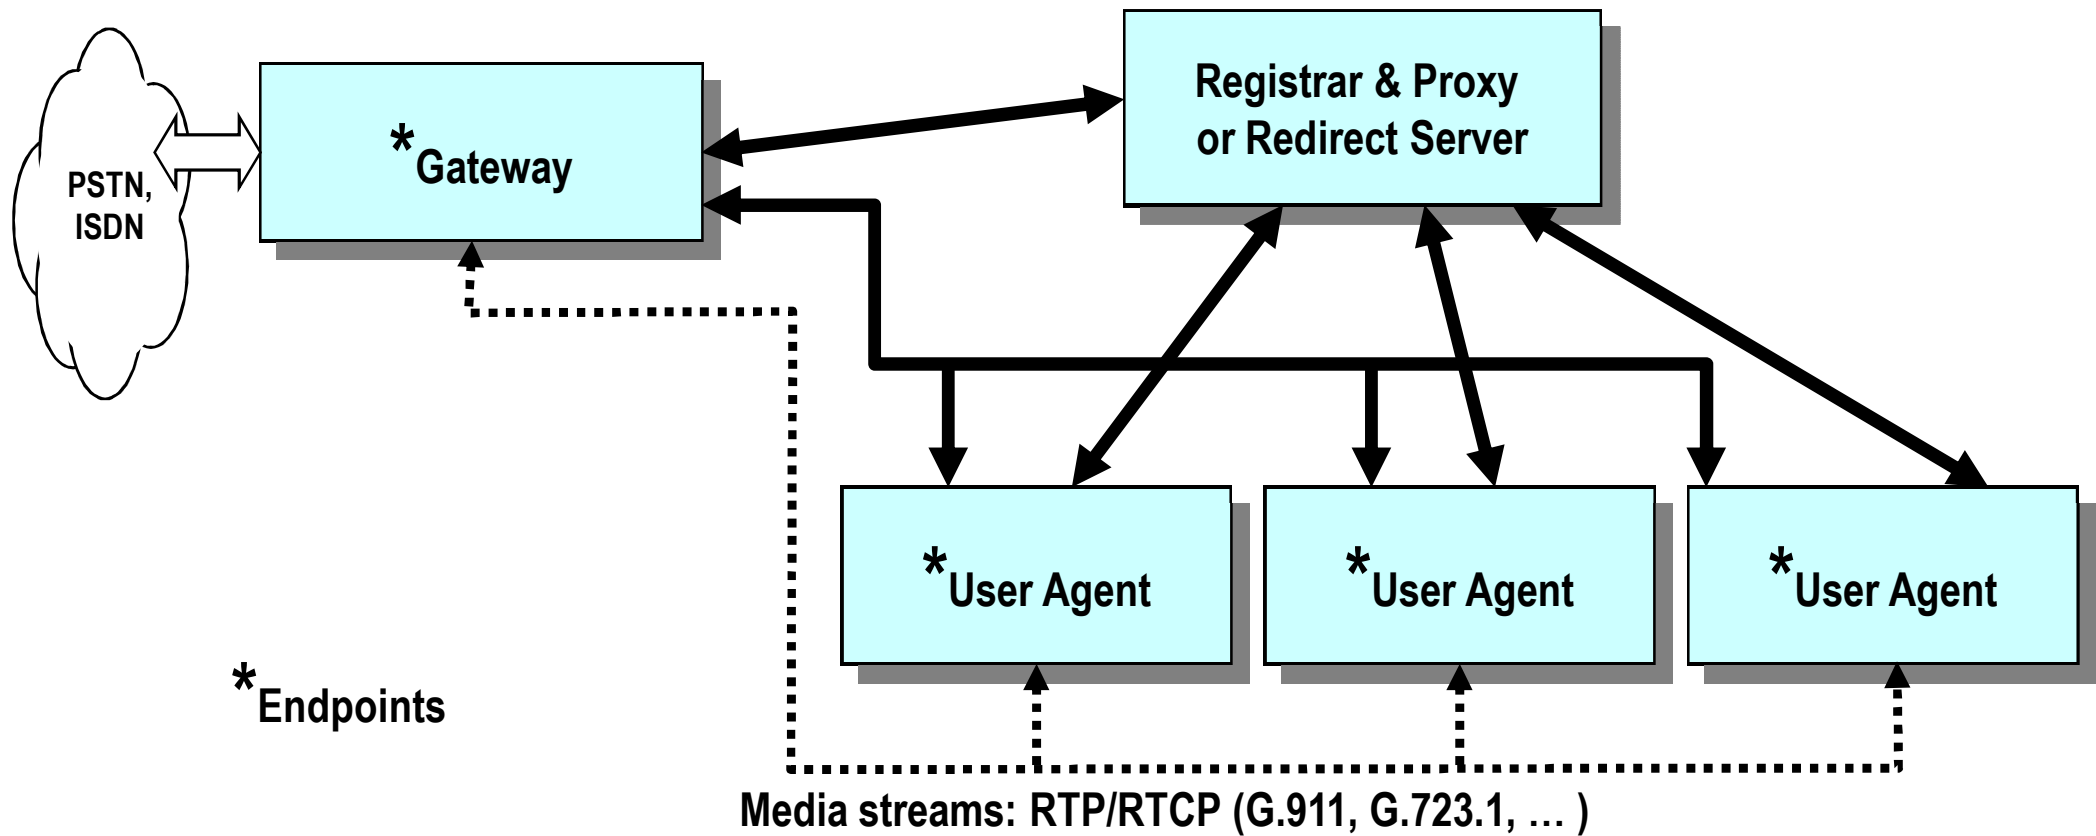 Registrar & Proxy
or Redirect Server
*Gateway
PSTN,
ISDN
*User Agent
*User Agent
*User Agent
*Endpoints
Media streams: RTP/RTCP (G.911, G.723.1, … )